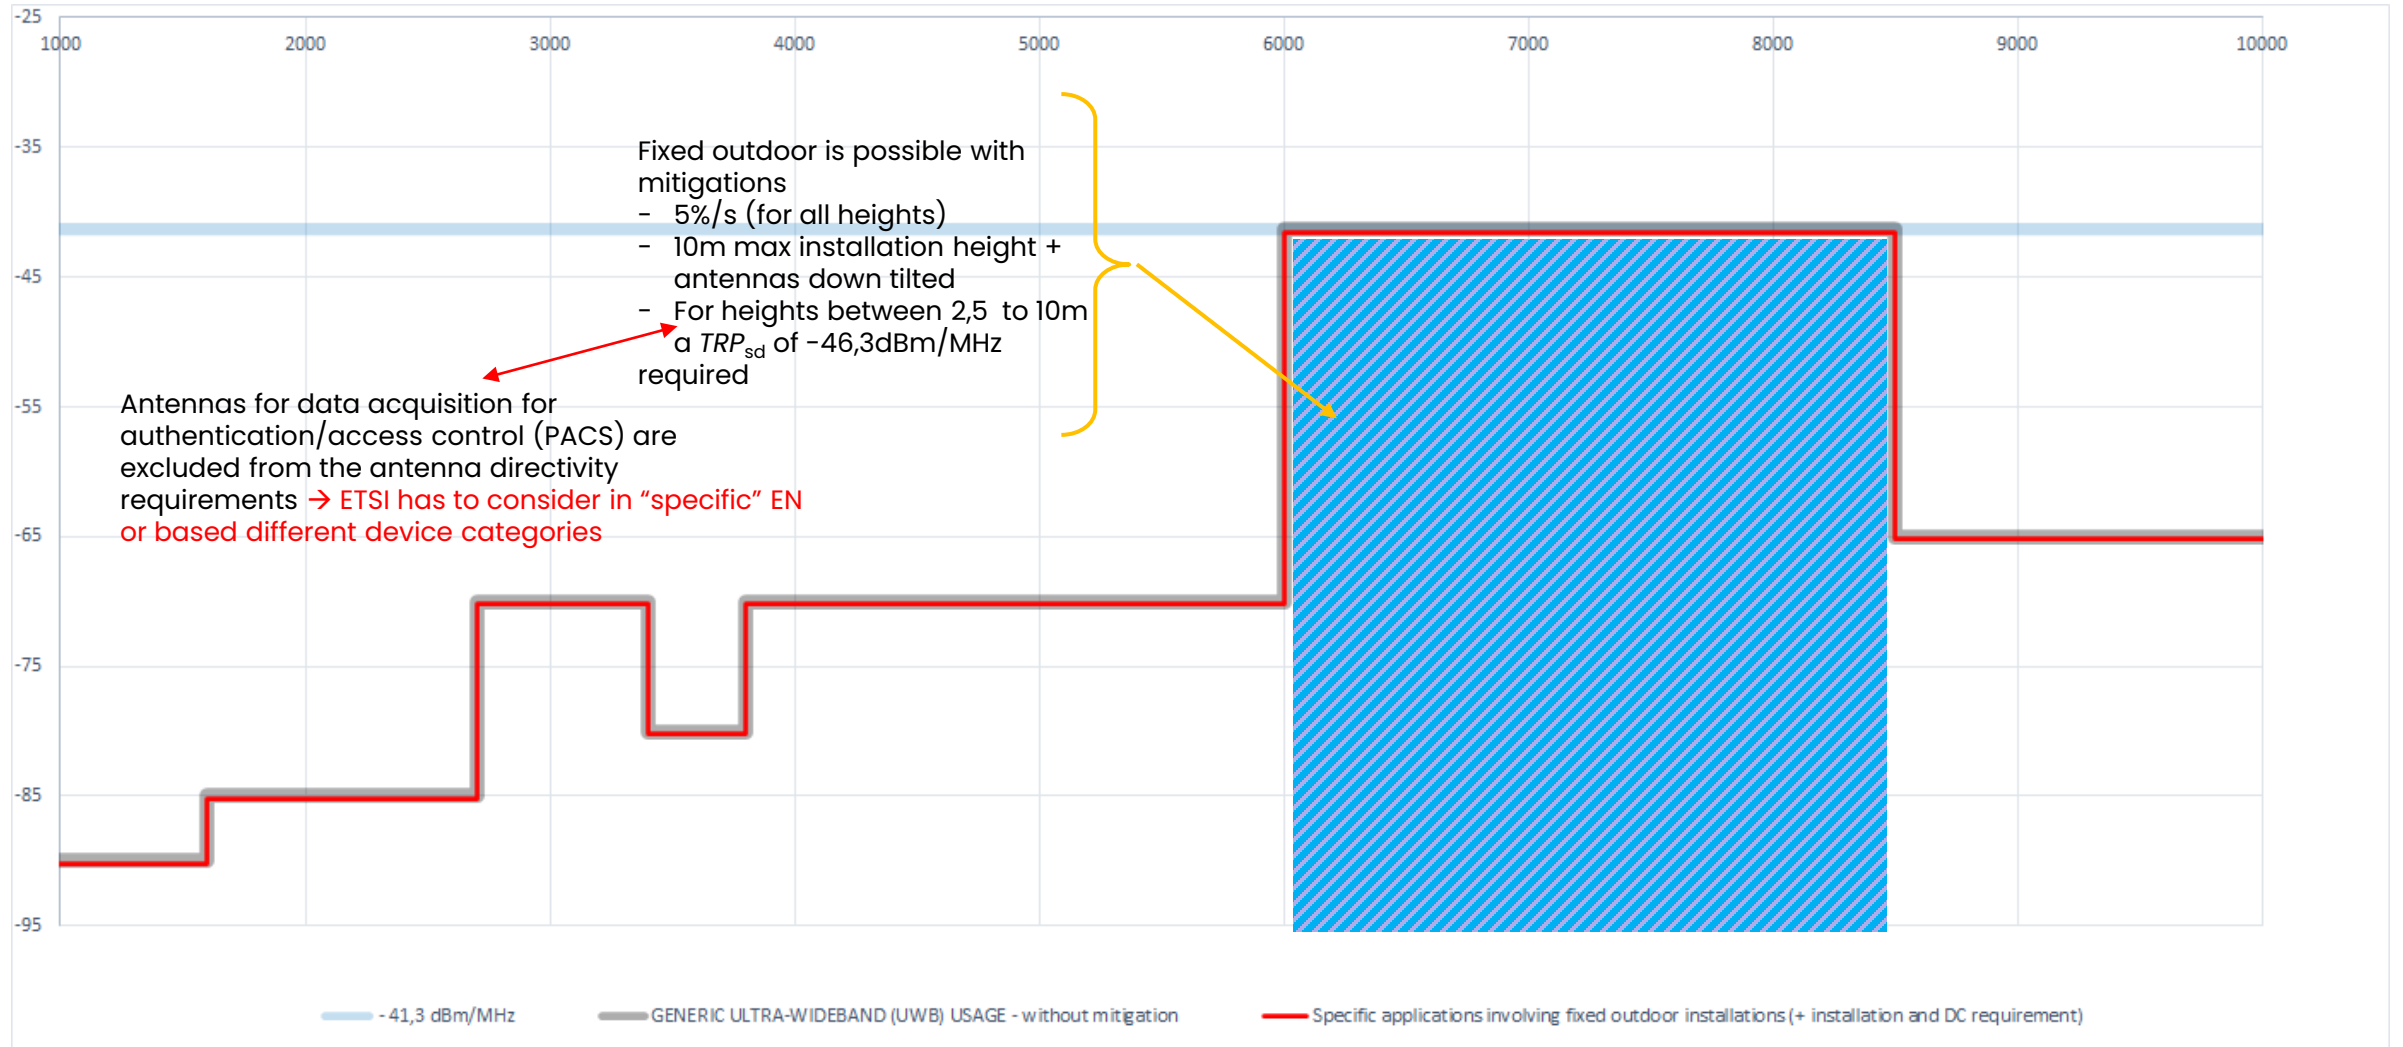 -25
1000 2000 3000 4000 5000 6000 7000 8000 9000 10000
-35
-45
-55
-65
-75
-85
-95
Fixed outdoor is possible with
mitigations
- 5%/s (for all heights)
- 10m max installation height +
antennas down tilted
- For heights between 2,5 to 10m
a TRPsd of -46,3dBm/MHz
required
Antennas for data acquisition for
authentication/access control (PACS) are
excluded from the antenna directivity
requirements → ETSI has to consider in “specific” EN
or based different device categories
- 41,3 dBm/MHz
GENERIC ULTRA-WIDEBAND (UWB) USAGE - without mitigation
Specific applications involving fixed outdoor installations (+ installation and DC requirement)